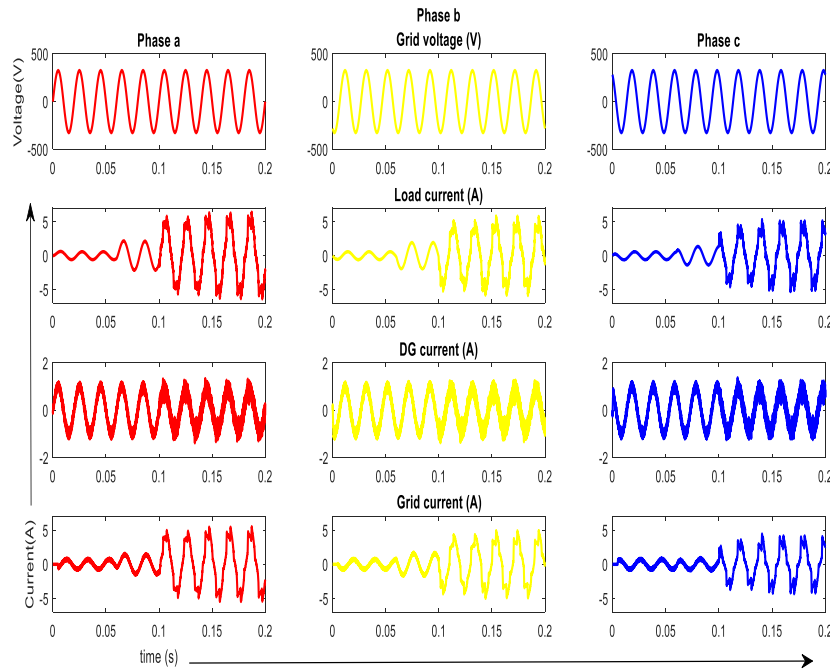 Phase b
Phase a Grid voltage (V) Phase c
Voltage(V)
500 500 500
0 0 0
-500 -500 -500
0 0.05 0.1 0.15 0.2 0 0.05 0.1 0.15 0.2 0 0.05 0.1 0.15 0.2
Load current (A)
5 5 5
0 0 0
-5 -5 -5
0 0.05 0.1 0.15 0.2 0 0.05 0.1 0.15 0.2 0 0.05 0.1 0.15 0.2
DG current (A)
2 2 2
0 0 0
-2 -2 -2
0 0.05 0.1 0.15 0.2 0 0.05 0.1 0.15 0.2 0 0.05 0.1 0.15 0.2
Grid current (A)
Current(A)
5 5 5
0 0 0
-5 -5 -5
0 0.05 0.1 0.15 0.2 0 0.05 0.1 0.15 0.2 0 0.05 0.1 0.15 0.2
time (s)